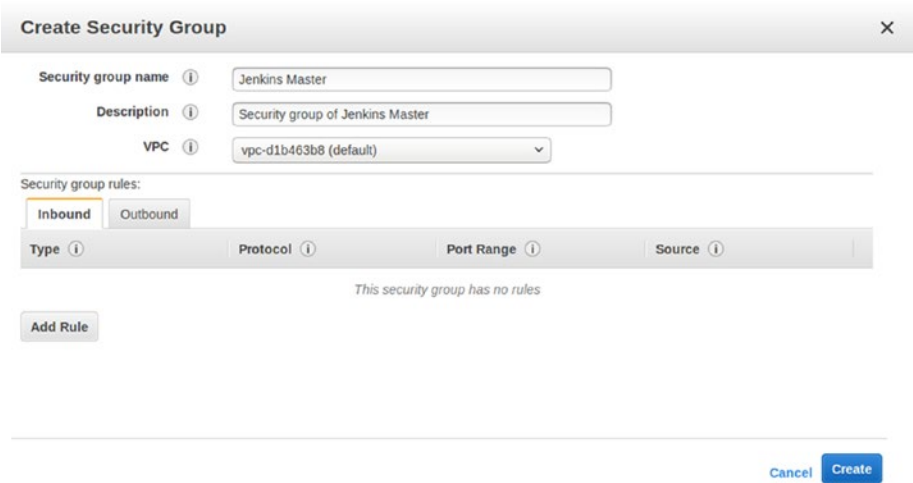 Create Security Group
Security group name Jenkins Master
Description Security group of Jenkins Master
VPC vpc-d1b463b8 (default)
Security group rules:
Inbound Outbound
Type Protocol Port Range Source
This security group has no rules
Add Rule
Cancel Create